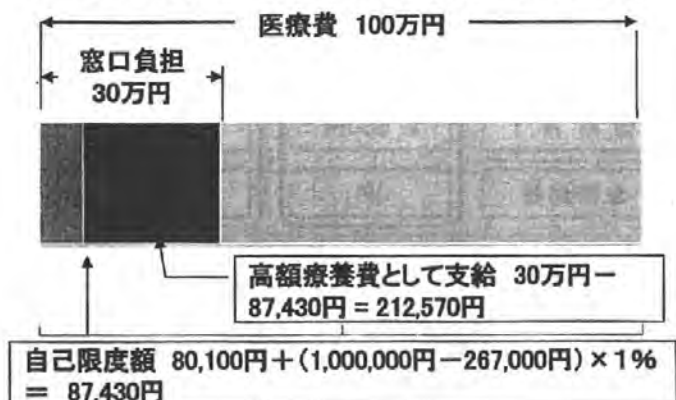 医療費 100万円
窓口負担
30万円
高額療養費として支給 30万円－
87,430円 = 212,570円
自己限度額 80,100円＋(1,000,000円－267,000円)×1%
= 87,430円